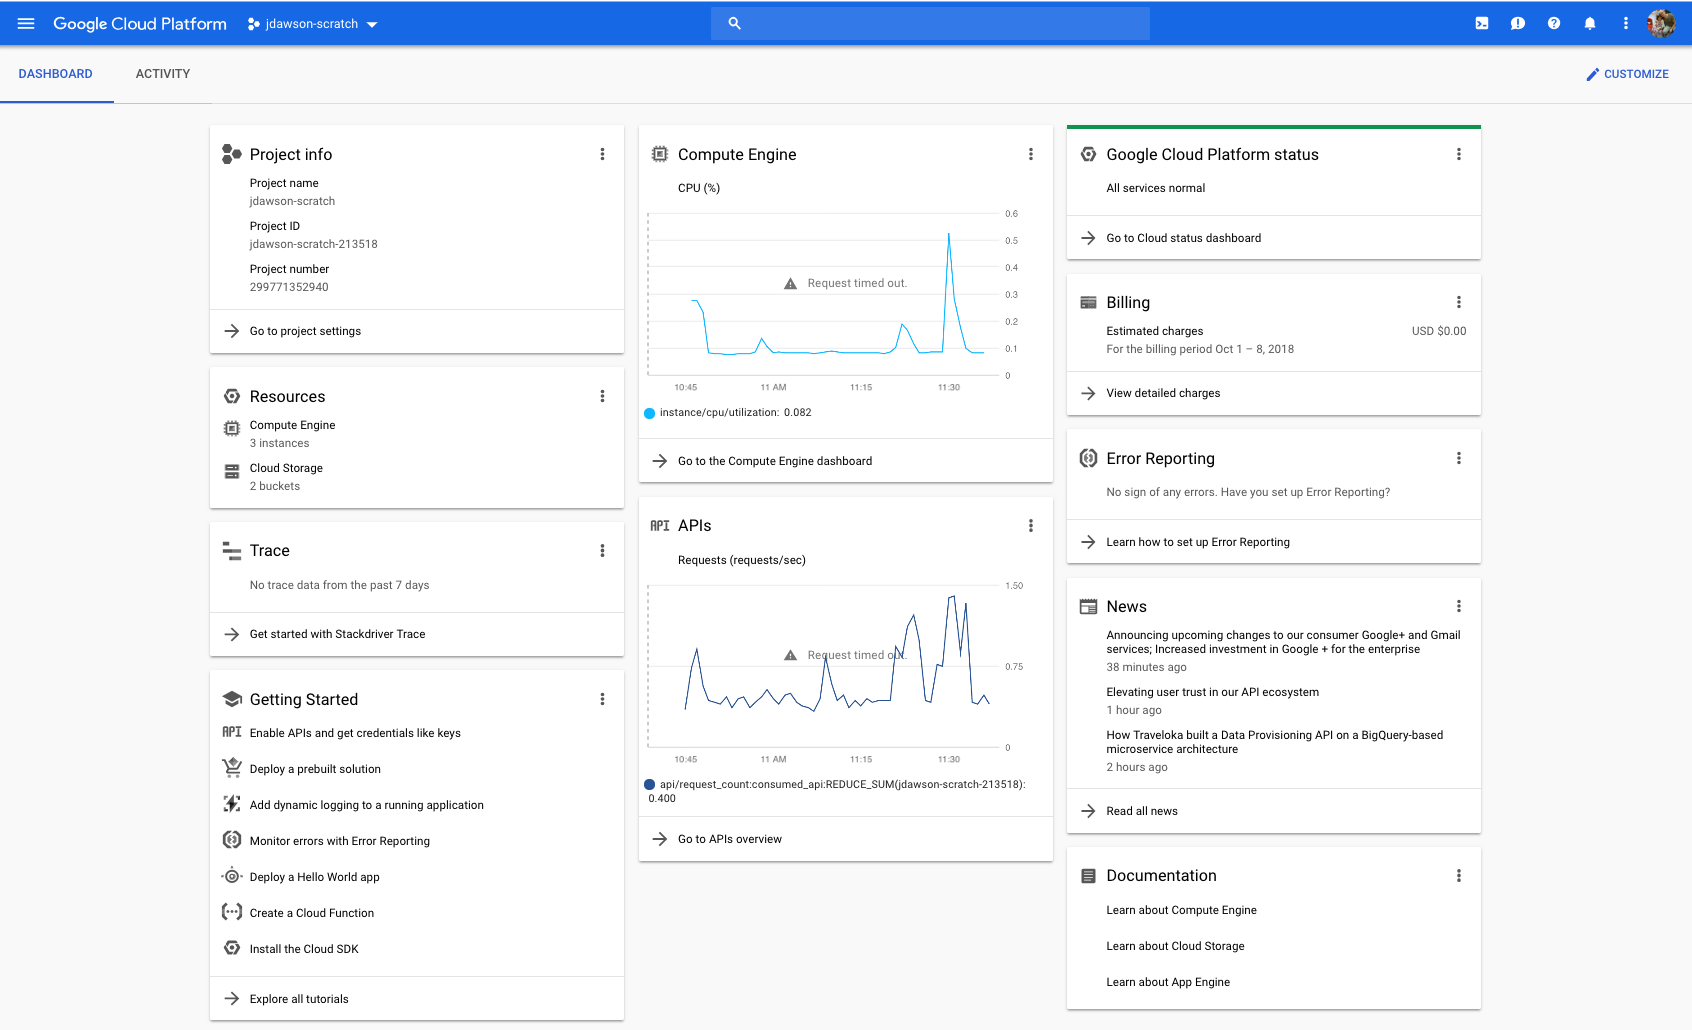 Google Cloud Platform
jdawson-scratch
DASHBOARD
ACTIVITY
CUSTOMIZE
Project info
Project name
jdawson-scratch
Project ID
jdawson-scratch-213518
Project number
299771352940
Go to project settings
Resources
Compute Engine
3 instances
Cloud Storage
2 buckets
Trace
No trace data from the past 7 days
Get started with Stackdriver Trace
Getting Started
API Enable APIs and get credentials like keys
Deploy a prebuilt solution
Add dynamic logging to a running application
Monitor errors with Error Reporting
Deploy a Hello World app
Create a Cloud Function
Install the Cloud SDK
Explore all tutorials
Compute Engine
CPU (%)
0.6
0.5
0.4
Request timed out.
0.3
0.2
0.1
0
10:45 11 AM 11:15 11:30
instance/cpu/utilization: 0.082
Go to the Compute Engine dashboard
API APIs
Requests (requests/sec)
1.50
Request timed out.
0.75
0
10:45 11 AM 11:15 11:30
api/request_count:consumed_api:REDUCE_SUM(jdawson-scratch-213518):
0.400
Go to APIs overview
Google Cloud Platform status
All services normal
Go to Cloud status dashboard
Billing
Estimated charges USD $0.00
For the billing period Oct 1 – 8, 2018
View detailed charges
Error Reporting
No sign of any errors. Have you set up Error Reporting?
Learn how to set up Error Reporting
News
Announcing upcoming changes to our consumer Google+ and Gmail
services; Increased investment in Google + for the enterprise
38 minutes ago
Elevating user trust in our API ecosystem
1 hour ago
How Traveloka built a Data Provisioning API on a BigQuery-based
microservice architecture
2 hours ago
Read all news
Documentation
Learn about Compute Engine
Learn about Cloud Storage
Learn about App Engine